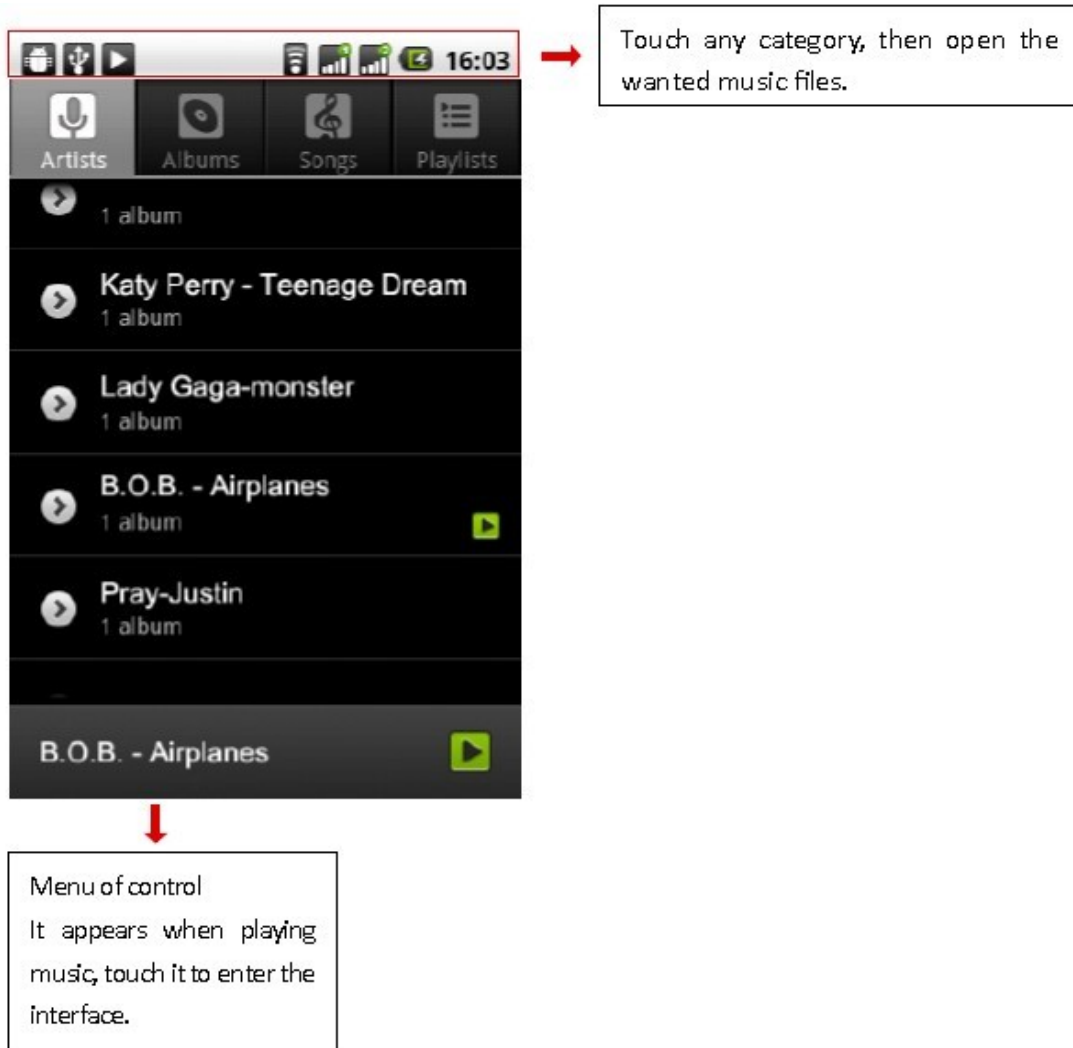 16:03
Touch any category, then open the
wanted music files.
Artists
Albums
Songs
Playlists
1 album
Katy Perry - Teenage Dream
1 album
Lady Gaga-monster
1 album
B.O.B. - Airplanes
1 album
Pray-Justin
1 album
B.O.B. - Airplanes
Menu of control
It appears when playing
music, touch it to enter the
interface.